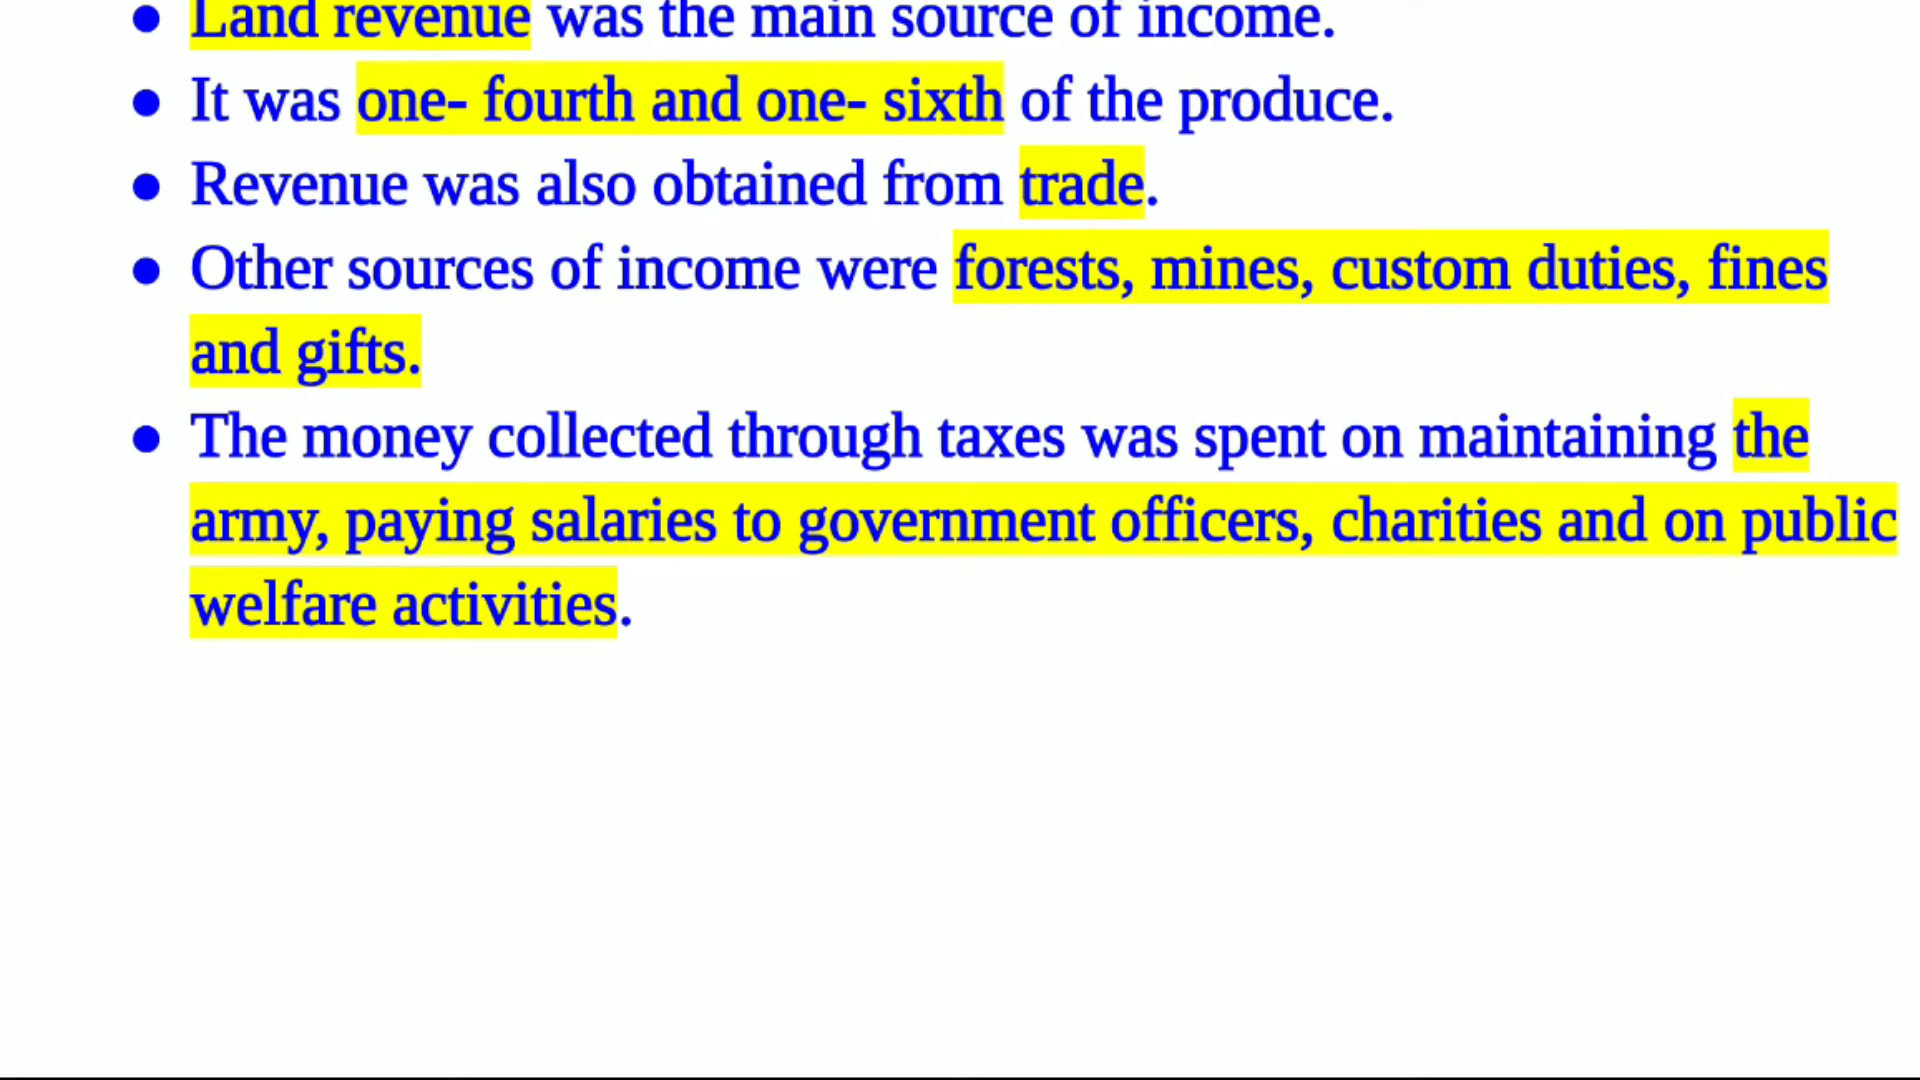 ● Land revenue was the main source of income.
● It was one- fourth and one- sixth of the produce.
● Revenue was also obtained from trade.
● Other sources of income were forests, mines, custom duties, fines
and gifts.
● The money collected through taxes was spent on maintaining the
army, paying salaries to government officers, charities and on public
welfare activities.